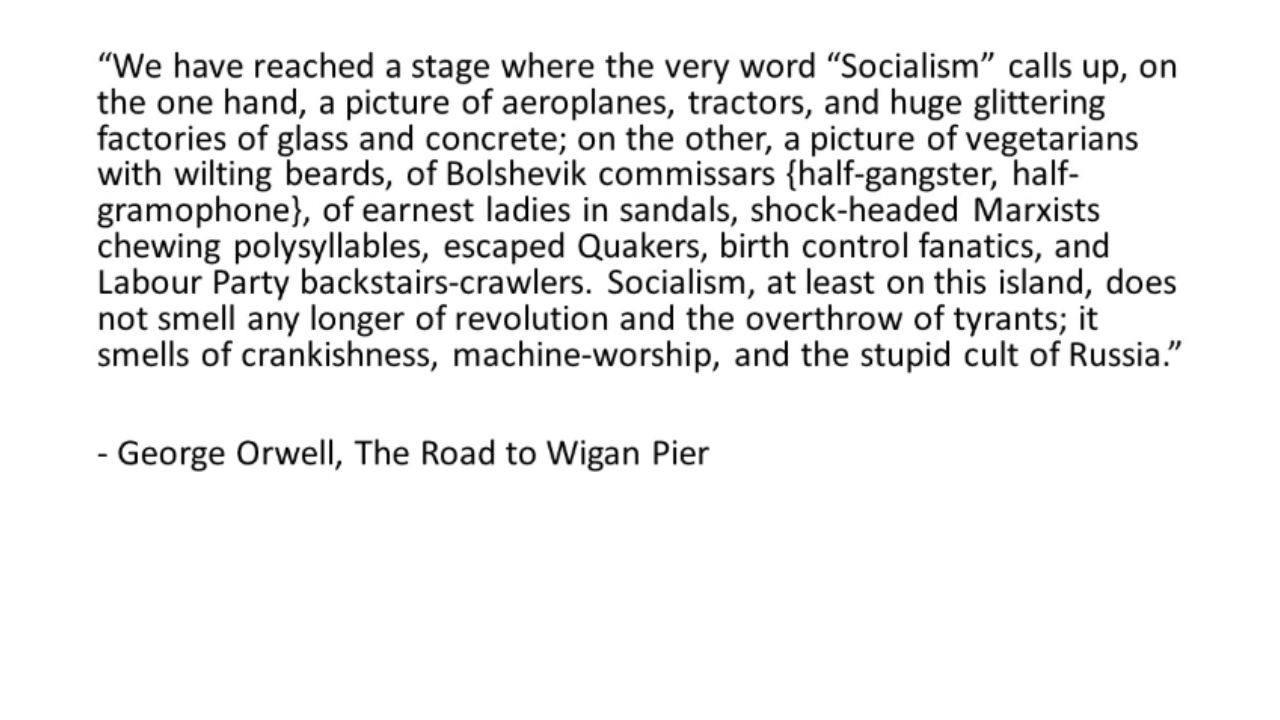 “We have reached a stage where the very word “Socialism” calls up, on
the one hand, a picture of aeroplanes, tractors, and huge glittering
factories of glass and concrete; on the other, a picture of vegetarians
with wilting beards, of Bolshevik commissars {half-gangster, half-
gramophone}, of earnest ladies in sandals, shock-headed Marxists
chewing polysyllables, escaped Quakers, birth control fanatics, and
Labour Party backstairs-crawlers. Socialism, at least on this island, does
not smell any longer of revolution and the overthrow of tyrants; it
smells of crankishness, machine-worship, and the stupid cult of Russia.”
- George Orwell, The Road to Wigan Pier